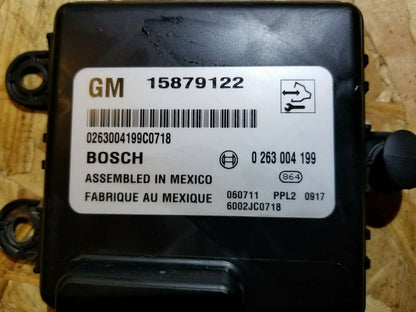 GM 15879122
0263004199C0718
BOSCH 0 263 004 199
ASSEMBLED IN MEXICO 864
FABRIQUE AU MEXIQUE 060711 PPL2 0917
6002JC0718